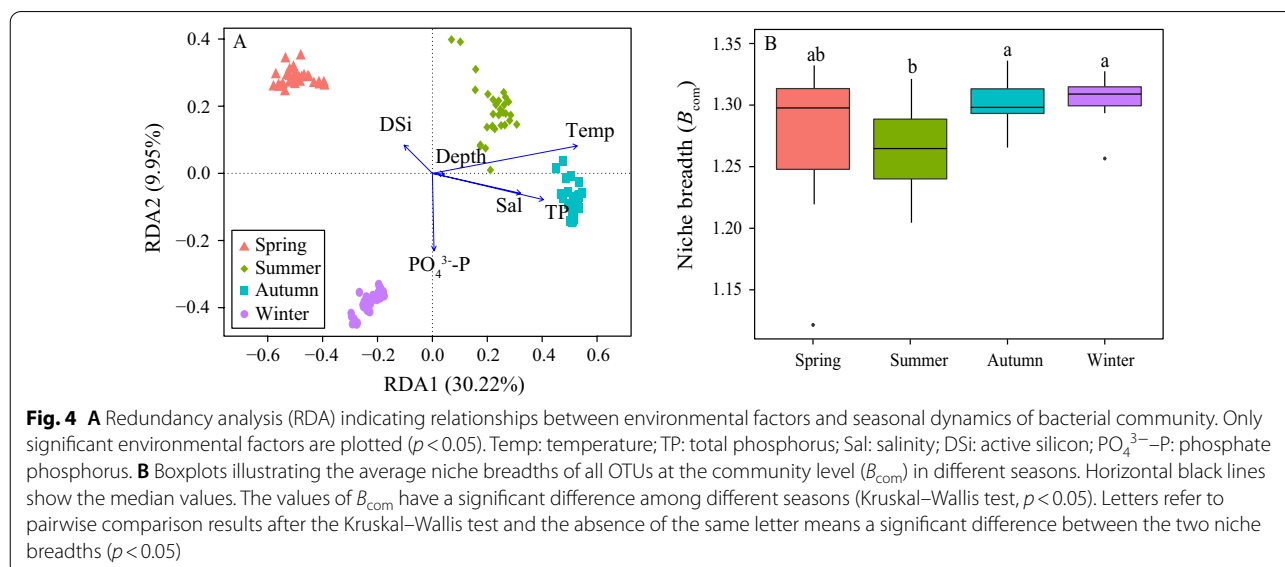 A
0.4
0.2
0.0
−0.2
−0.4
RDA2 (9.95%)
DSi
Depth
Temp
Sal
TP
PO₄³⁻-P
Spring
Summer
Autumn
Winter
−0.6 −0.4 −0.2 0.0 0.2 0.4 0.6
RDA1 (30.22%)
B
1.35
1.30
1.25
1.20
1.15
Niche breadth (B_com)
ab b a a
Spring Summer Autumn Winter
Fig. 4 A Redundancy analysis (RDA) indicating relationships between environmental factors and seasonal dynamics of bacterial community. Only
significant environmental factors are plotted (p < 0.05). Temp: temperature; TP: total phosphorus; Sal: salinity; DSi: active silicon; PO₄³⁻–P: phosphate
phosphorus. B Boxplots illustrating the average niche breadths of all OTUs at the community level (B_com) in different seasons. Horizontal black lines
show the median values. The values of B_com have a significant difference among different seasons (Kruskal–Wallis test, p < 0.05). Letters refer to
pairwise comparison results after the Kruskal–Wallis test and the absence of the same letter means a significant difference between the two niche
breadths (p < 0.05)